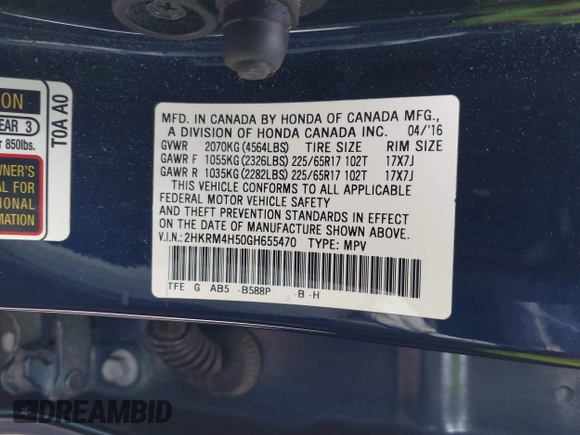 ON
EAR 3
r 850lbs.
WNER'S
AL FOR
TIONAL
RMATION
T0A A0
MFD. IN CANADA BY HONDA OF CANADA MFG.,
A DIVISION OF HONDA CANADA INC. 04/'16
GVWR 2070KG (4564LBS) TIRE SIZE RIM SIZE
GAWR F 1055KG (2326LBS) 225/65R17 102T 17X7J
GAWR R 1035KG (2282LBS) 225/65R17 102T 17X7J
THIS VEHICLE CONFORMS TO ALL APPLICABLE
FEDERAL MOTOR VEHICLE SAFETY
AND THEFT PREVENTION STANDARDS IN EFFECT
ON THE DATE OF MANUFACTURE SHOWN ABOVE.
V.I.N.: 2HKRM4H50GH655470 TYPE: MPV
TFE G AB5 -B588P -B -H
DREAMBID